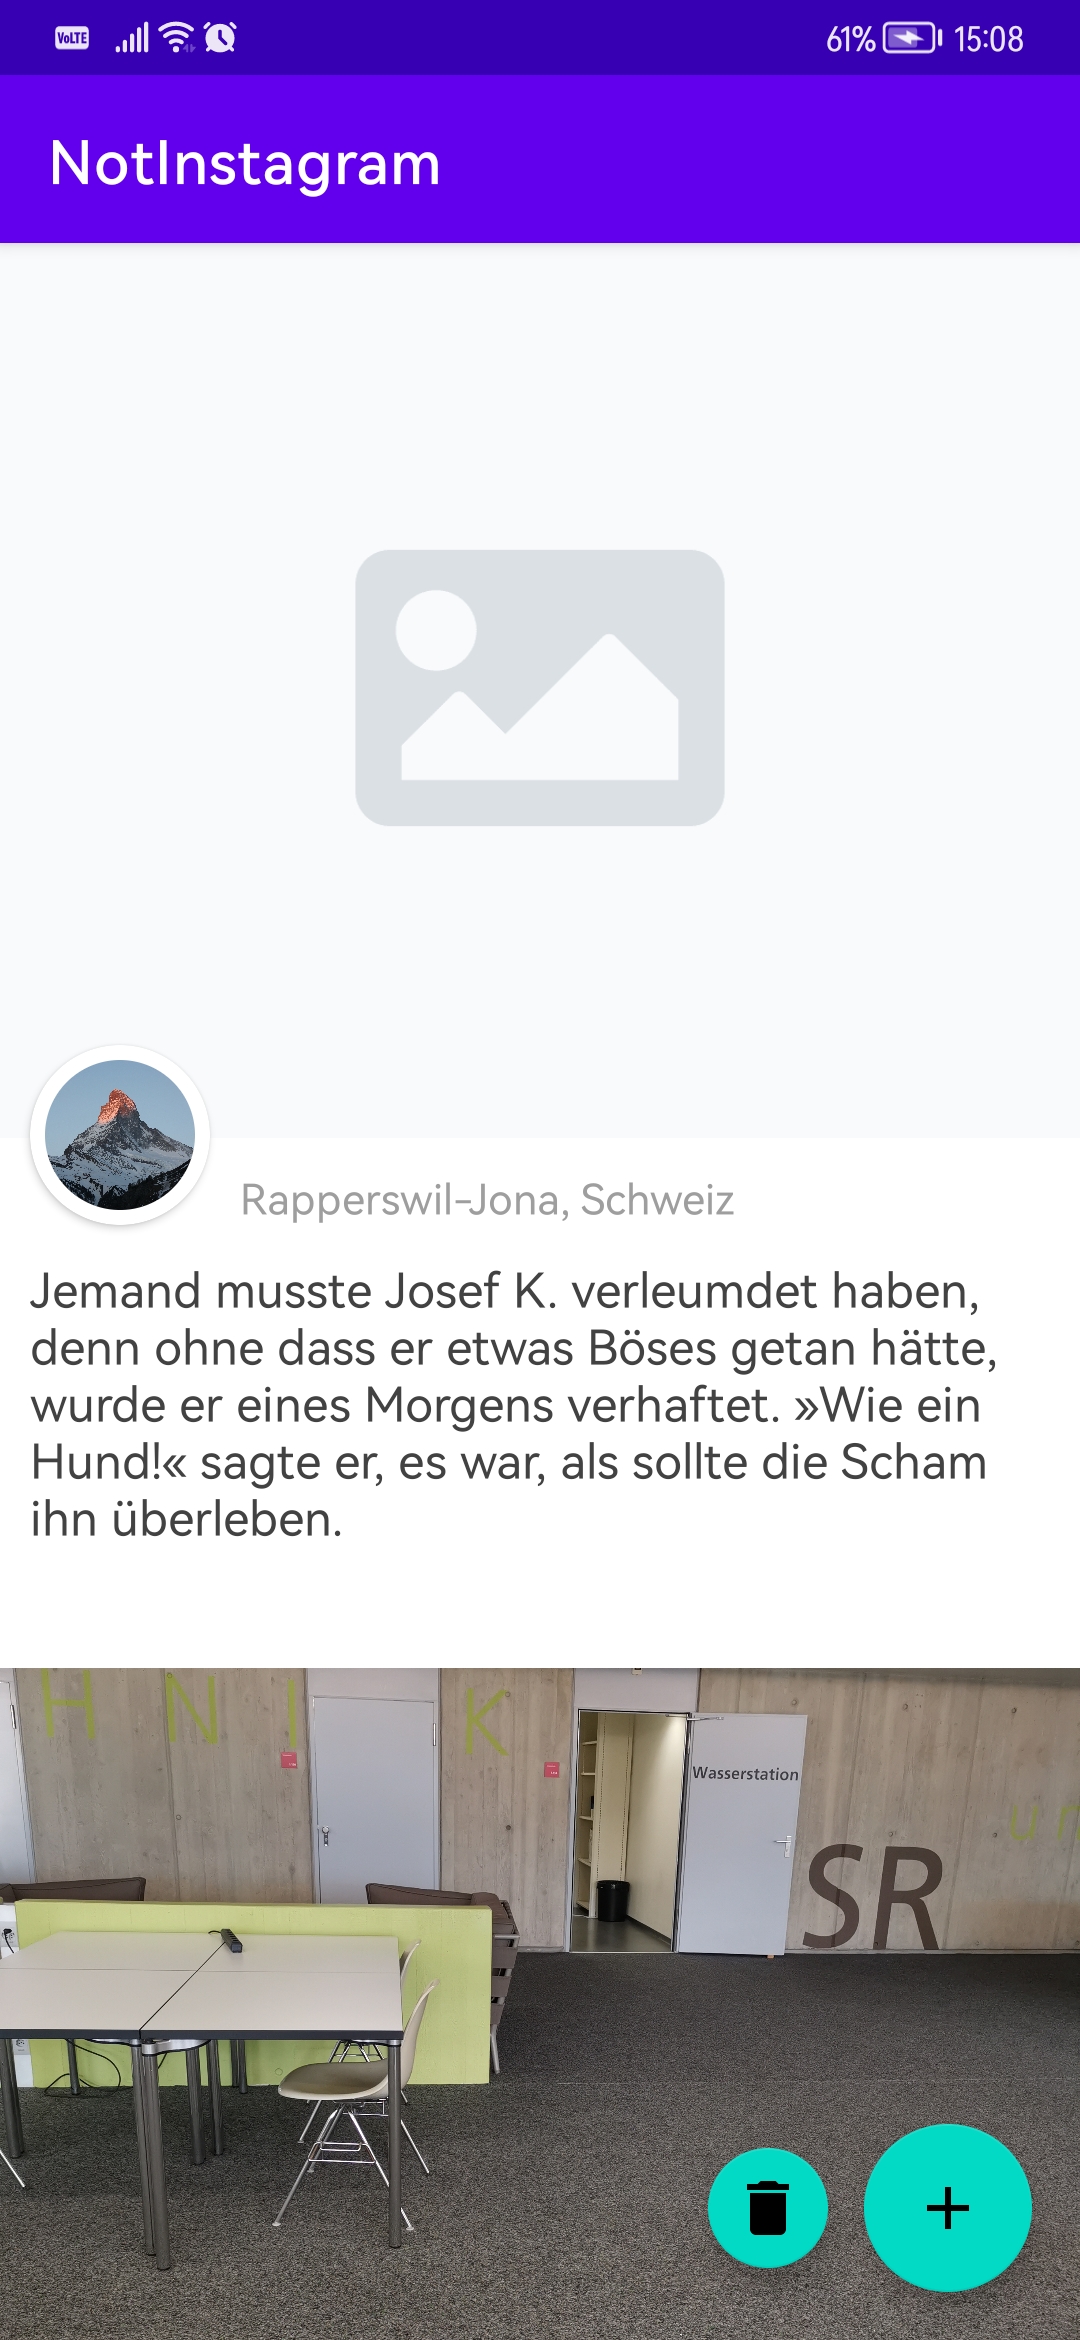 VoLTE
61% 15:08
NotInstagram
Rapperswil-Jona, Schweiz
Jemand musste Josef K. verleumdet haben,
denn ohne dass er etwas Böses getan hätte,
wurde er eines Morgens verhaftet. »Wie ein
Hund!« sagte er, es war, als sollte die Scham
ihn überleben.
H N I K
Wasserstation
un
SR